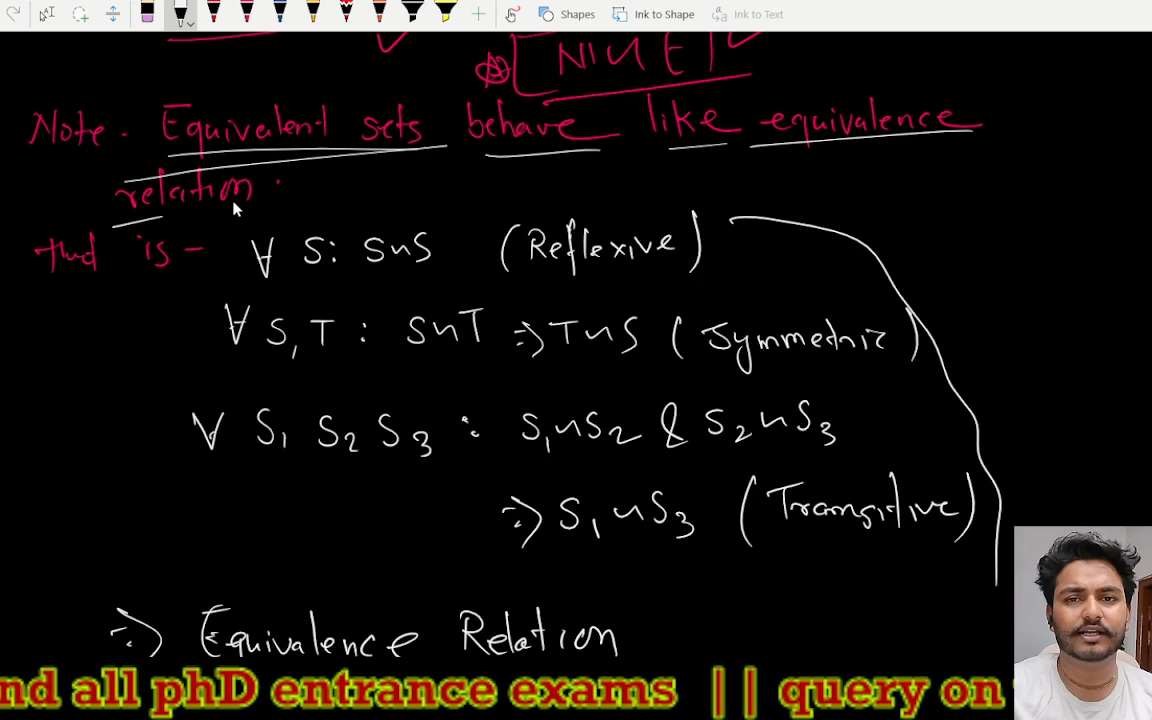 Shapes Ink to Shape Ink to Text
Note - Equivalent sets behave like equivalence
relation.
that is - ∀ S: S~S (Reflexive)
∀ S,T : S~T ⇒ T~S (Symmetric)
∀ S₁ S₂ S₃ : S₁~S₂ & S₂~S₃
⇒ S₁~S₃ (Transitive)
⇒ Equivalence Relation
nd all phD entrance exams || query on